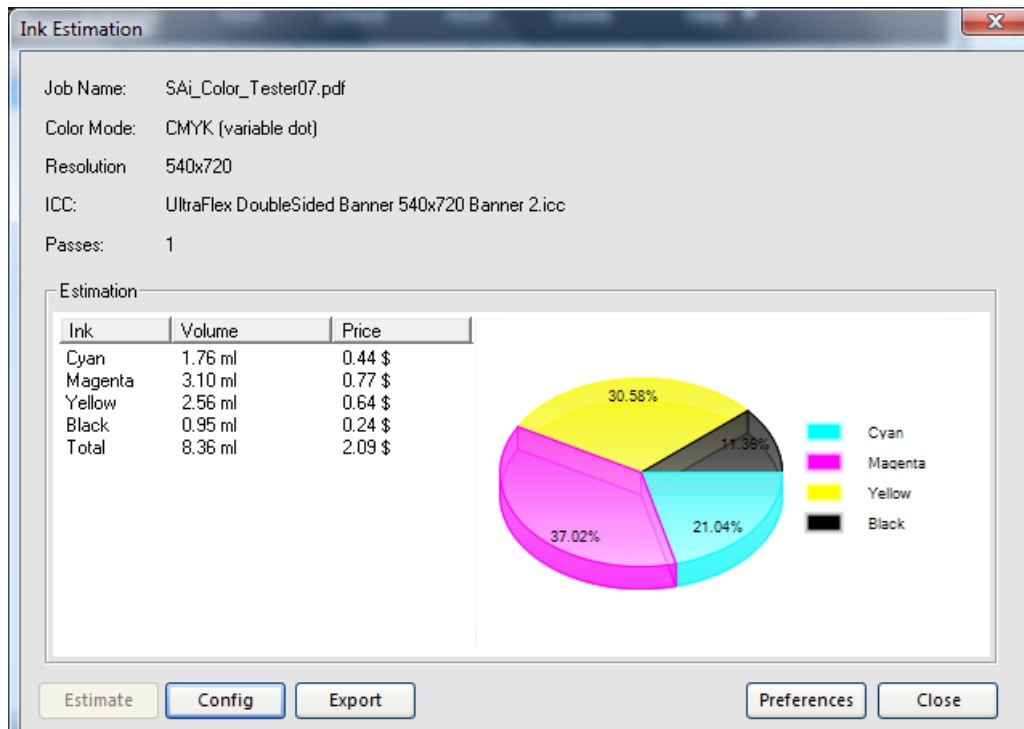 Ink Estimation
Job Name: SAi_Color_Tester07.pdf
Color Mode: CMYK (variable dot)
Resolution 540x720
ICC: UltraFlex DoubleSided Banner 540x720 Banner 2.icc
Passes: 1
Estimation
Ink Volume Price
Cyan 1.76 ml 0.44 $
Magenta 3.10 ml 0.77 $
Yellow 2.56 ml 0.64 $
Black 0.95 ml 0.24 $
Total 8.36 ml 2.09 $
30.58%
11.36%
37.02%
21.04%
Cyan
Magenta
Yellow
Black
Estimate Config Export Preferences Close